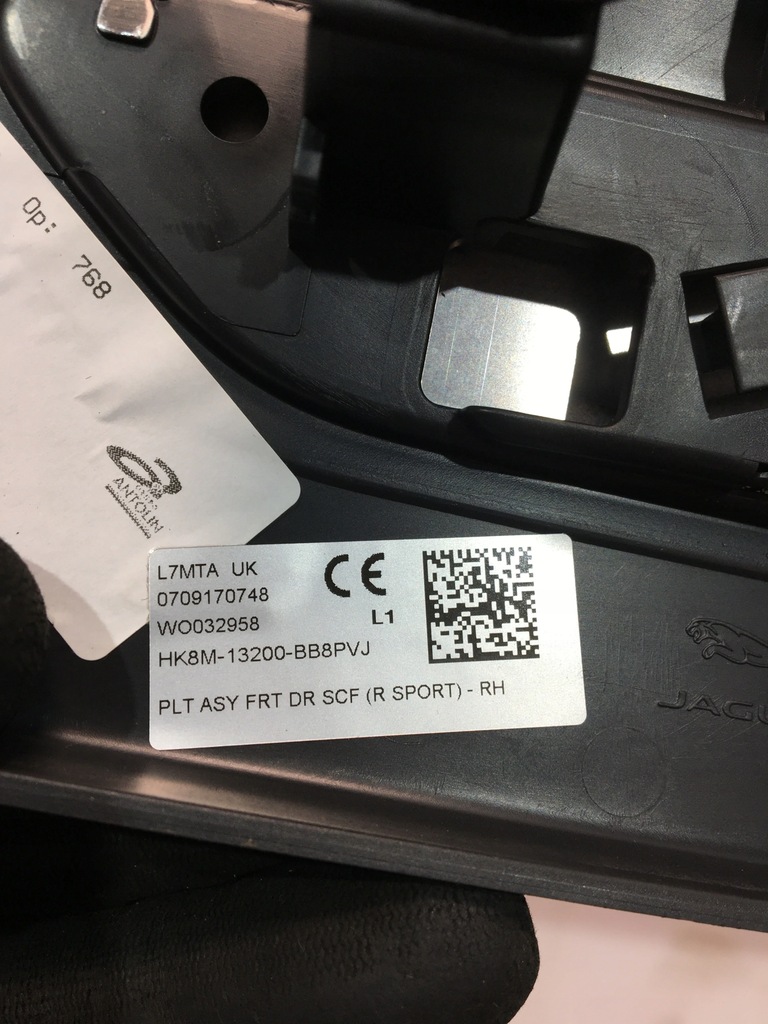 Op: 768
ANTOLIN
L7MTA UK
0709170748
WO032958
L1
HK8M-13200-BB8PVJ
PLT ASY FRT DR SCF (R SPORT) - RH
CE